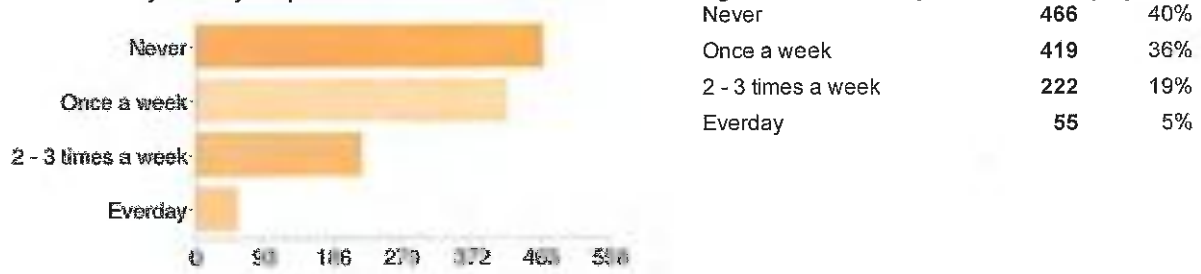 Never
Once a week
2 - 3 times a week
Everday
0 186 372
Never 466 40%
Once a week 419 36%
2 - 3 times a week 222 19%
Everday 55 5%